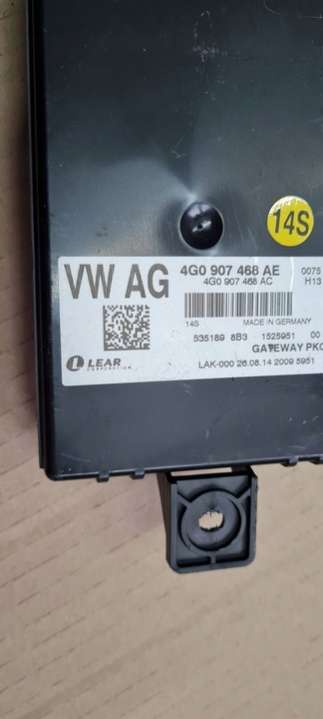 14S
VW AG 4G0 907 468 AE 0075
4G0 907 468 AC H13
14S MADE IN GERMANY
535189 8B3 1525951 00
GATEWAY PKO
LEAR
CORPORATION
LAK-000 26.08.14 2009 5951